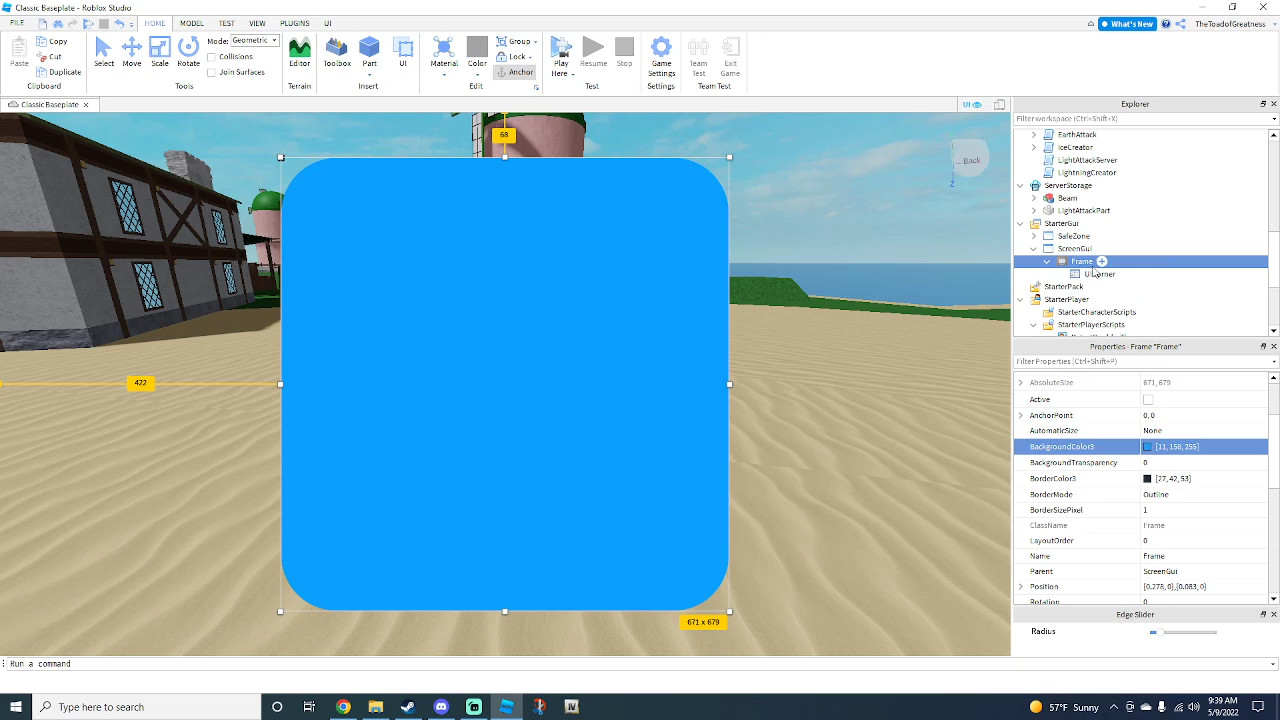 Classic Baseplate - Roblox Studio
FILE HOME MODEL TEST VIEW PLUGINS UI What's New TheToadofGreatness
Paste Copy Cut Duplicate Clipboard
Select Move Scale Rotate Mode: Geometric Collisions Join Surfaces Tools
Editor Terrain
Toolbox Part UI Insert
Material Color Group Lock Anchor Edit
Play Here Resume Stop Test
Game Settings Settings
Team Test Exit Game Team Test
Classic Baseplate
UI
68
Back
422
671 x 679
Explorer
Filter workspace (Ctrl+Shift+X)
EarthAttack
IceCreator
LightAttackServer
LightningCreator
ServerStorage
Beam
LightAttackPart
StarterGui
SafeZone
ScreenGui
Frame
StarterPack
StarterPlayer
StarterCharacterScripts
StarterPlayerScripts
Properties - Frame "Frame"
Filter Properties (Ctrl+Shift+P)
AbsoluteSize 671, 679
Active
AnchorPoint 0, 0
AutomaticSize None
BackgroundColor3 [11, 158, 255]
BackgroundTransparency 0
BorderColor3 [27, 42, 53]
BorderMode Outline
BorderSizePixel 1
ClassName Frame
LayoutOrder 0
Name Frame
Parent ScreenGui
Position {0.278, 0},{0.083, 0}
Rotation 0
Edge Slider
Radius
Run a command
Type here to search
57°F Sunny
9:39 AM
5/9/2022